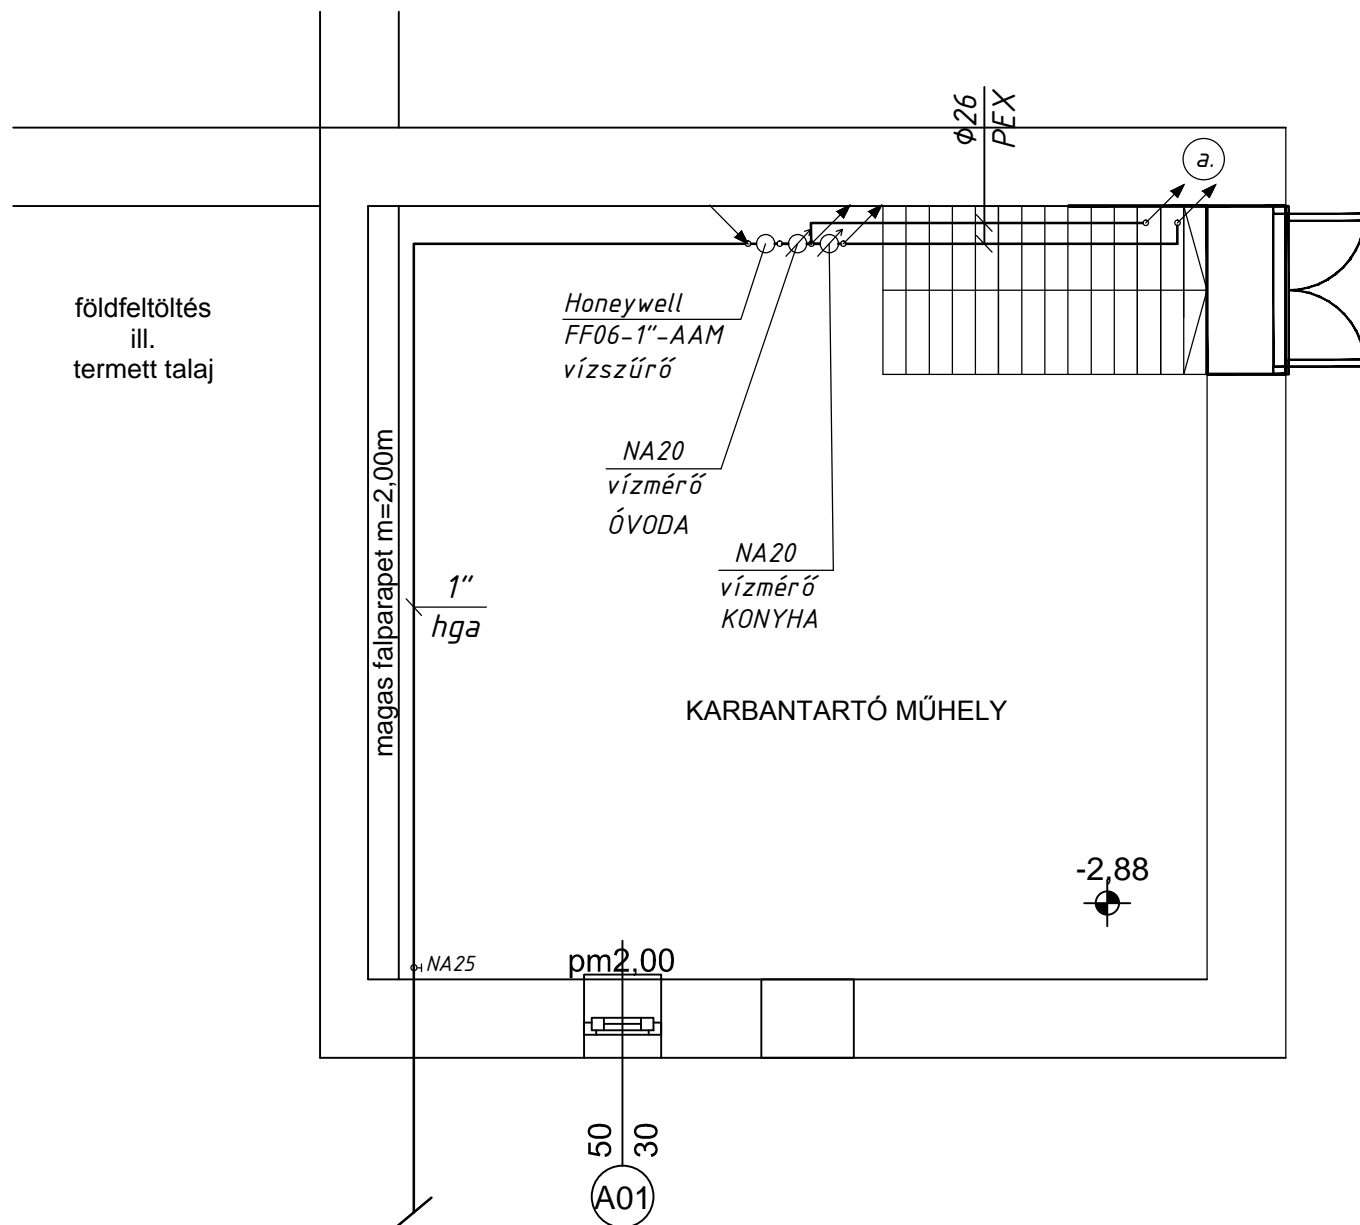 Φ26
PEX
a.
földfeltöltés
ill.
termett talaj
Honeywell
FF06-1"-AAM
vízszűrő
NA20
vízmérő
ÓVODA
NA20
vízmérő
KONYHA
magas falparapet m=2,00m
1"
hga
KARBANTARTÓ MŰHELY
-2,88
NA25
pm2,00
50
30
A01